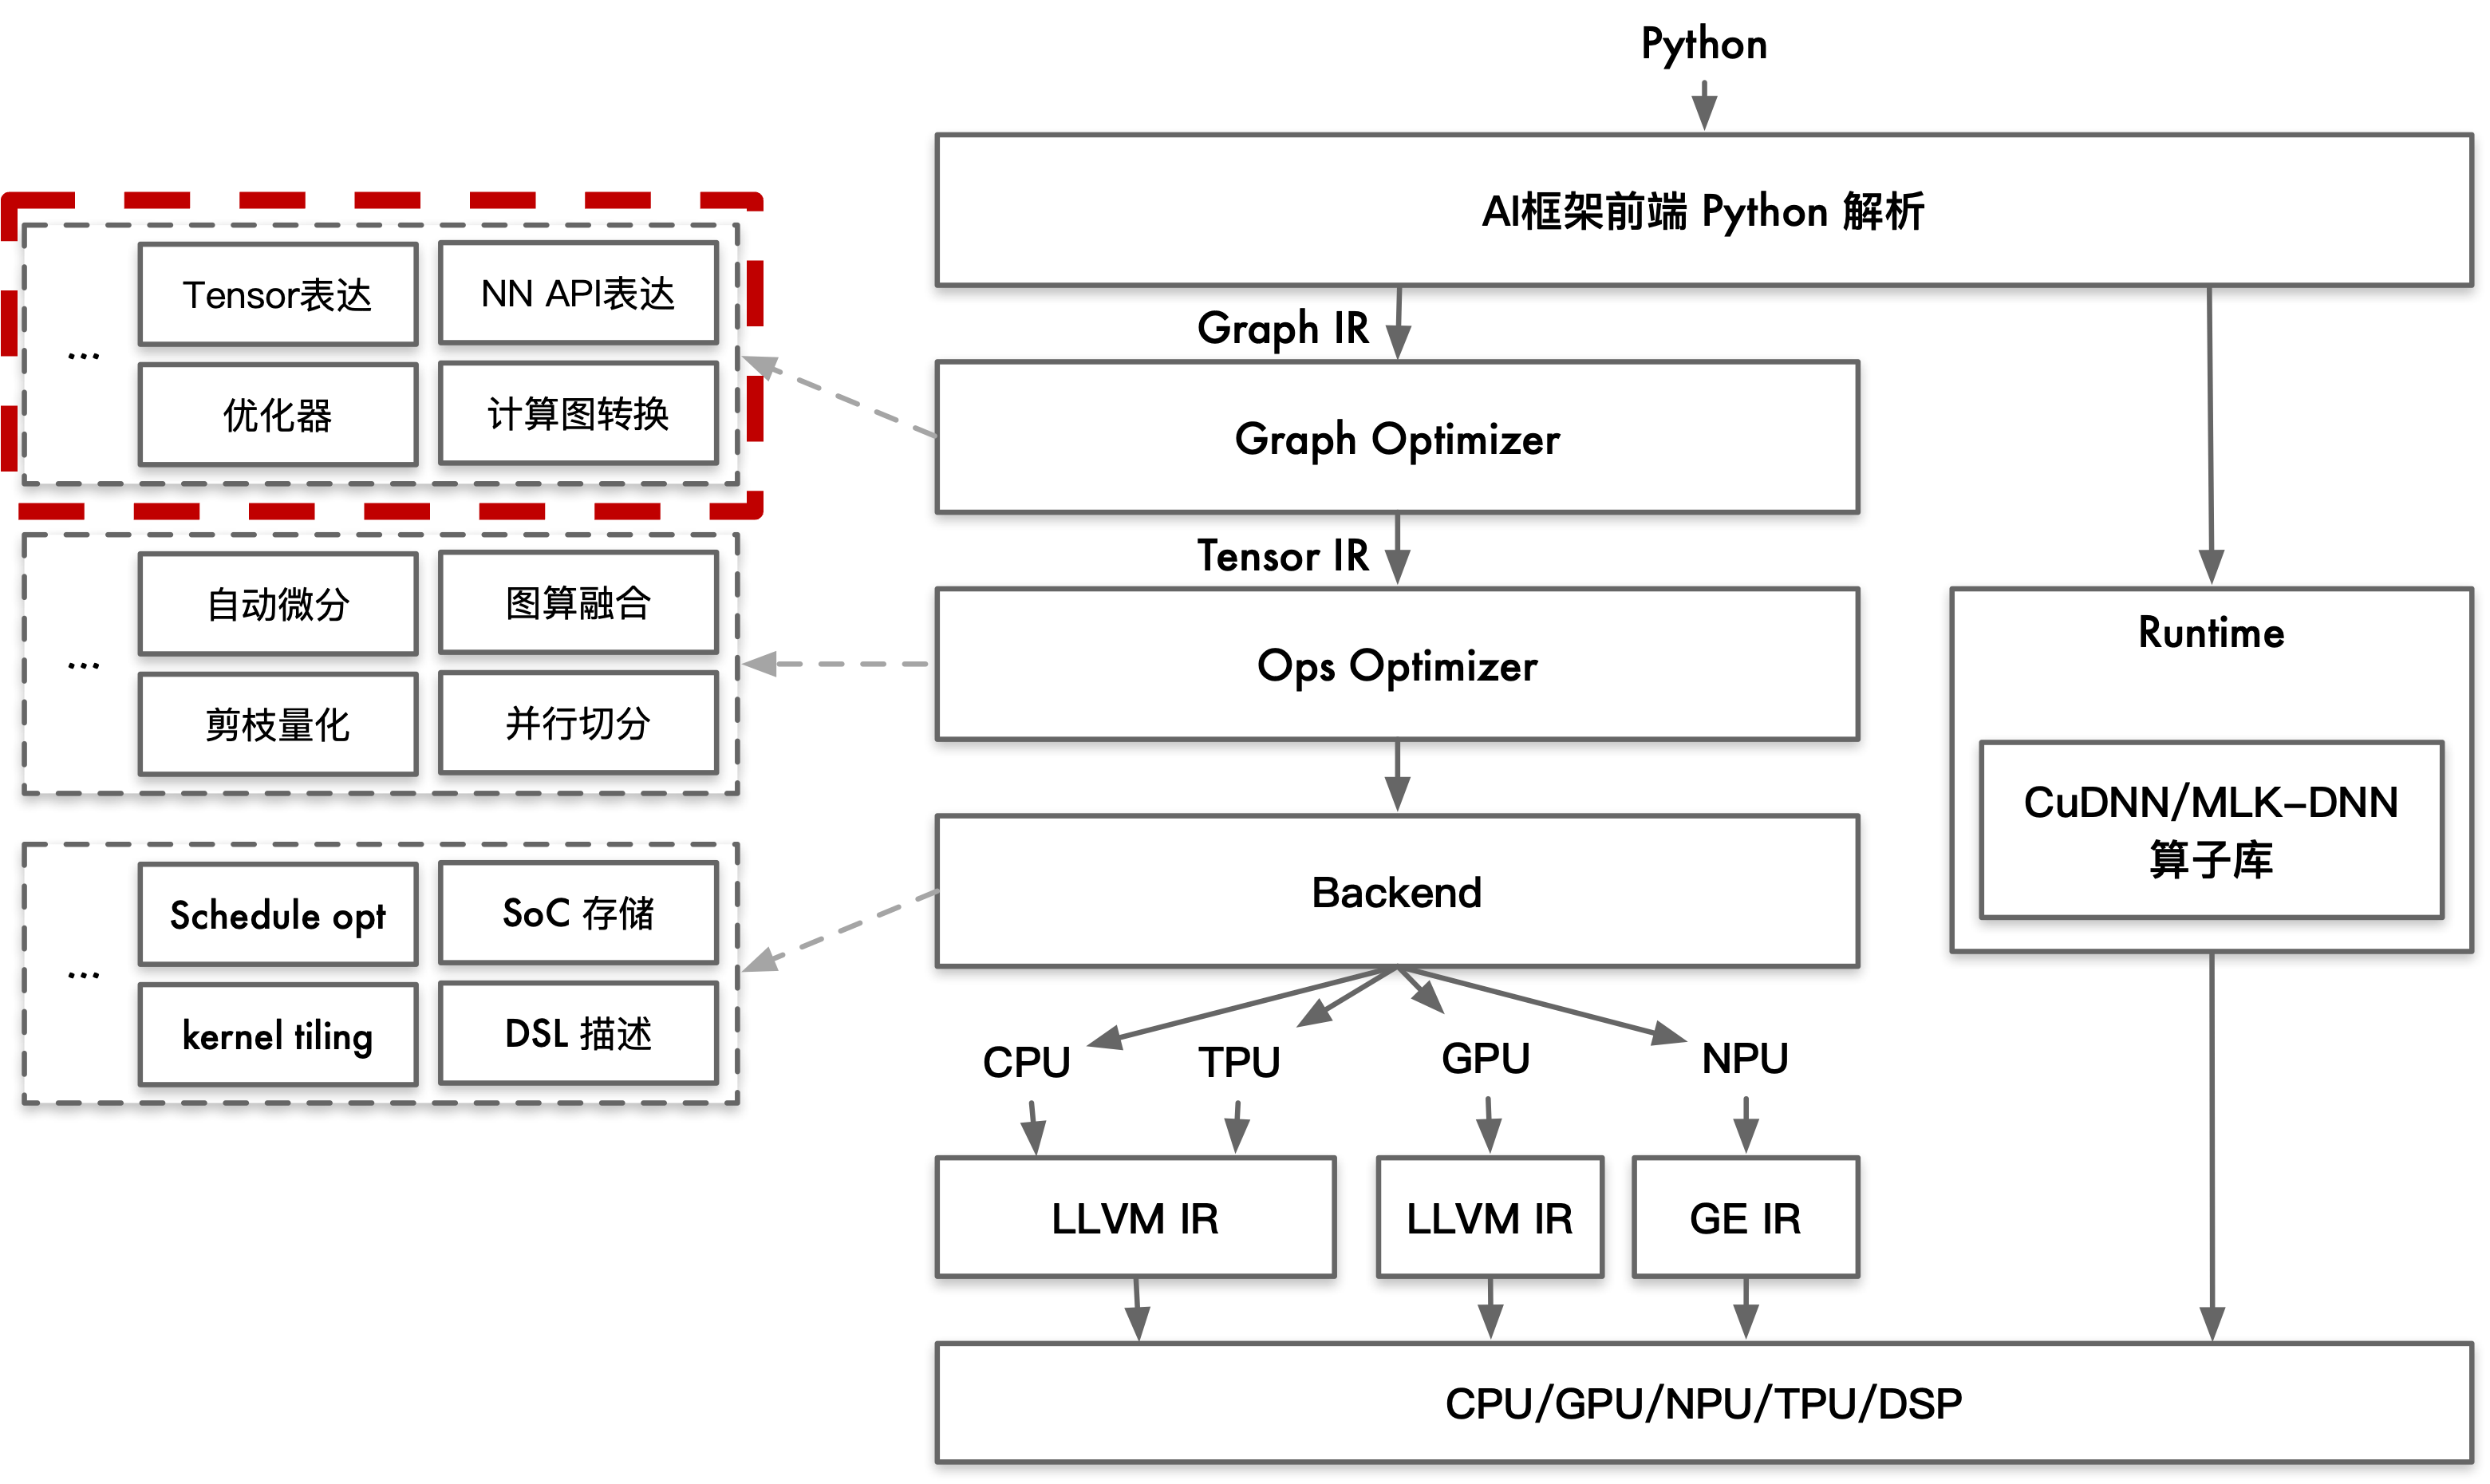 Python
AI框架前端 Python 解析
Graph IR
Graph Optimizer
Tensor IR
Ops Optimizer
Backend
CPU
TPU
GPU
NPU
LLVM IR
LLVM IR
GE IR
CPU/GPU/NPU/TPU/DSP
Runtime
CuDNN/MLK-DNN
算子库
...
Tensor表达
NN API表达
优化器
计算图转换
...
自动微分
图算融合
剪枝量化
并行切分
...
Schedule opt
SoC 存储
kernel tiling
DSL 描述